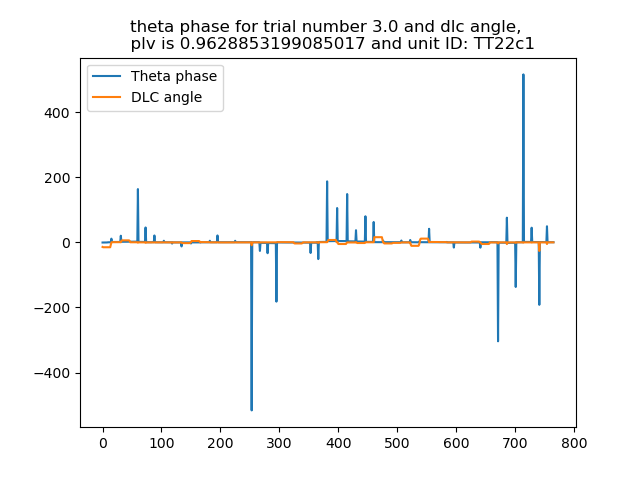 theta phase for trial number 3.0 and dlc angle,
plv is 0.9628853199085017 and unit ID: TT22c1
Theta phase
DLC angle
400
200
0
−200
−400
0 100 200 300 400 500 600 700 800